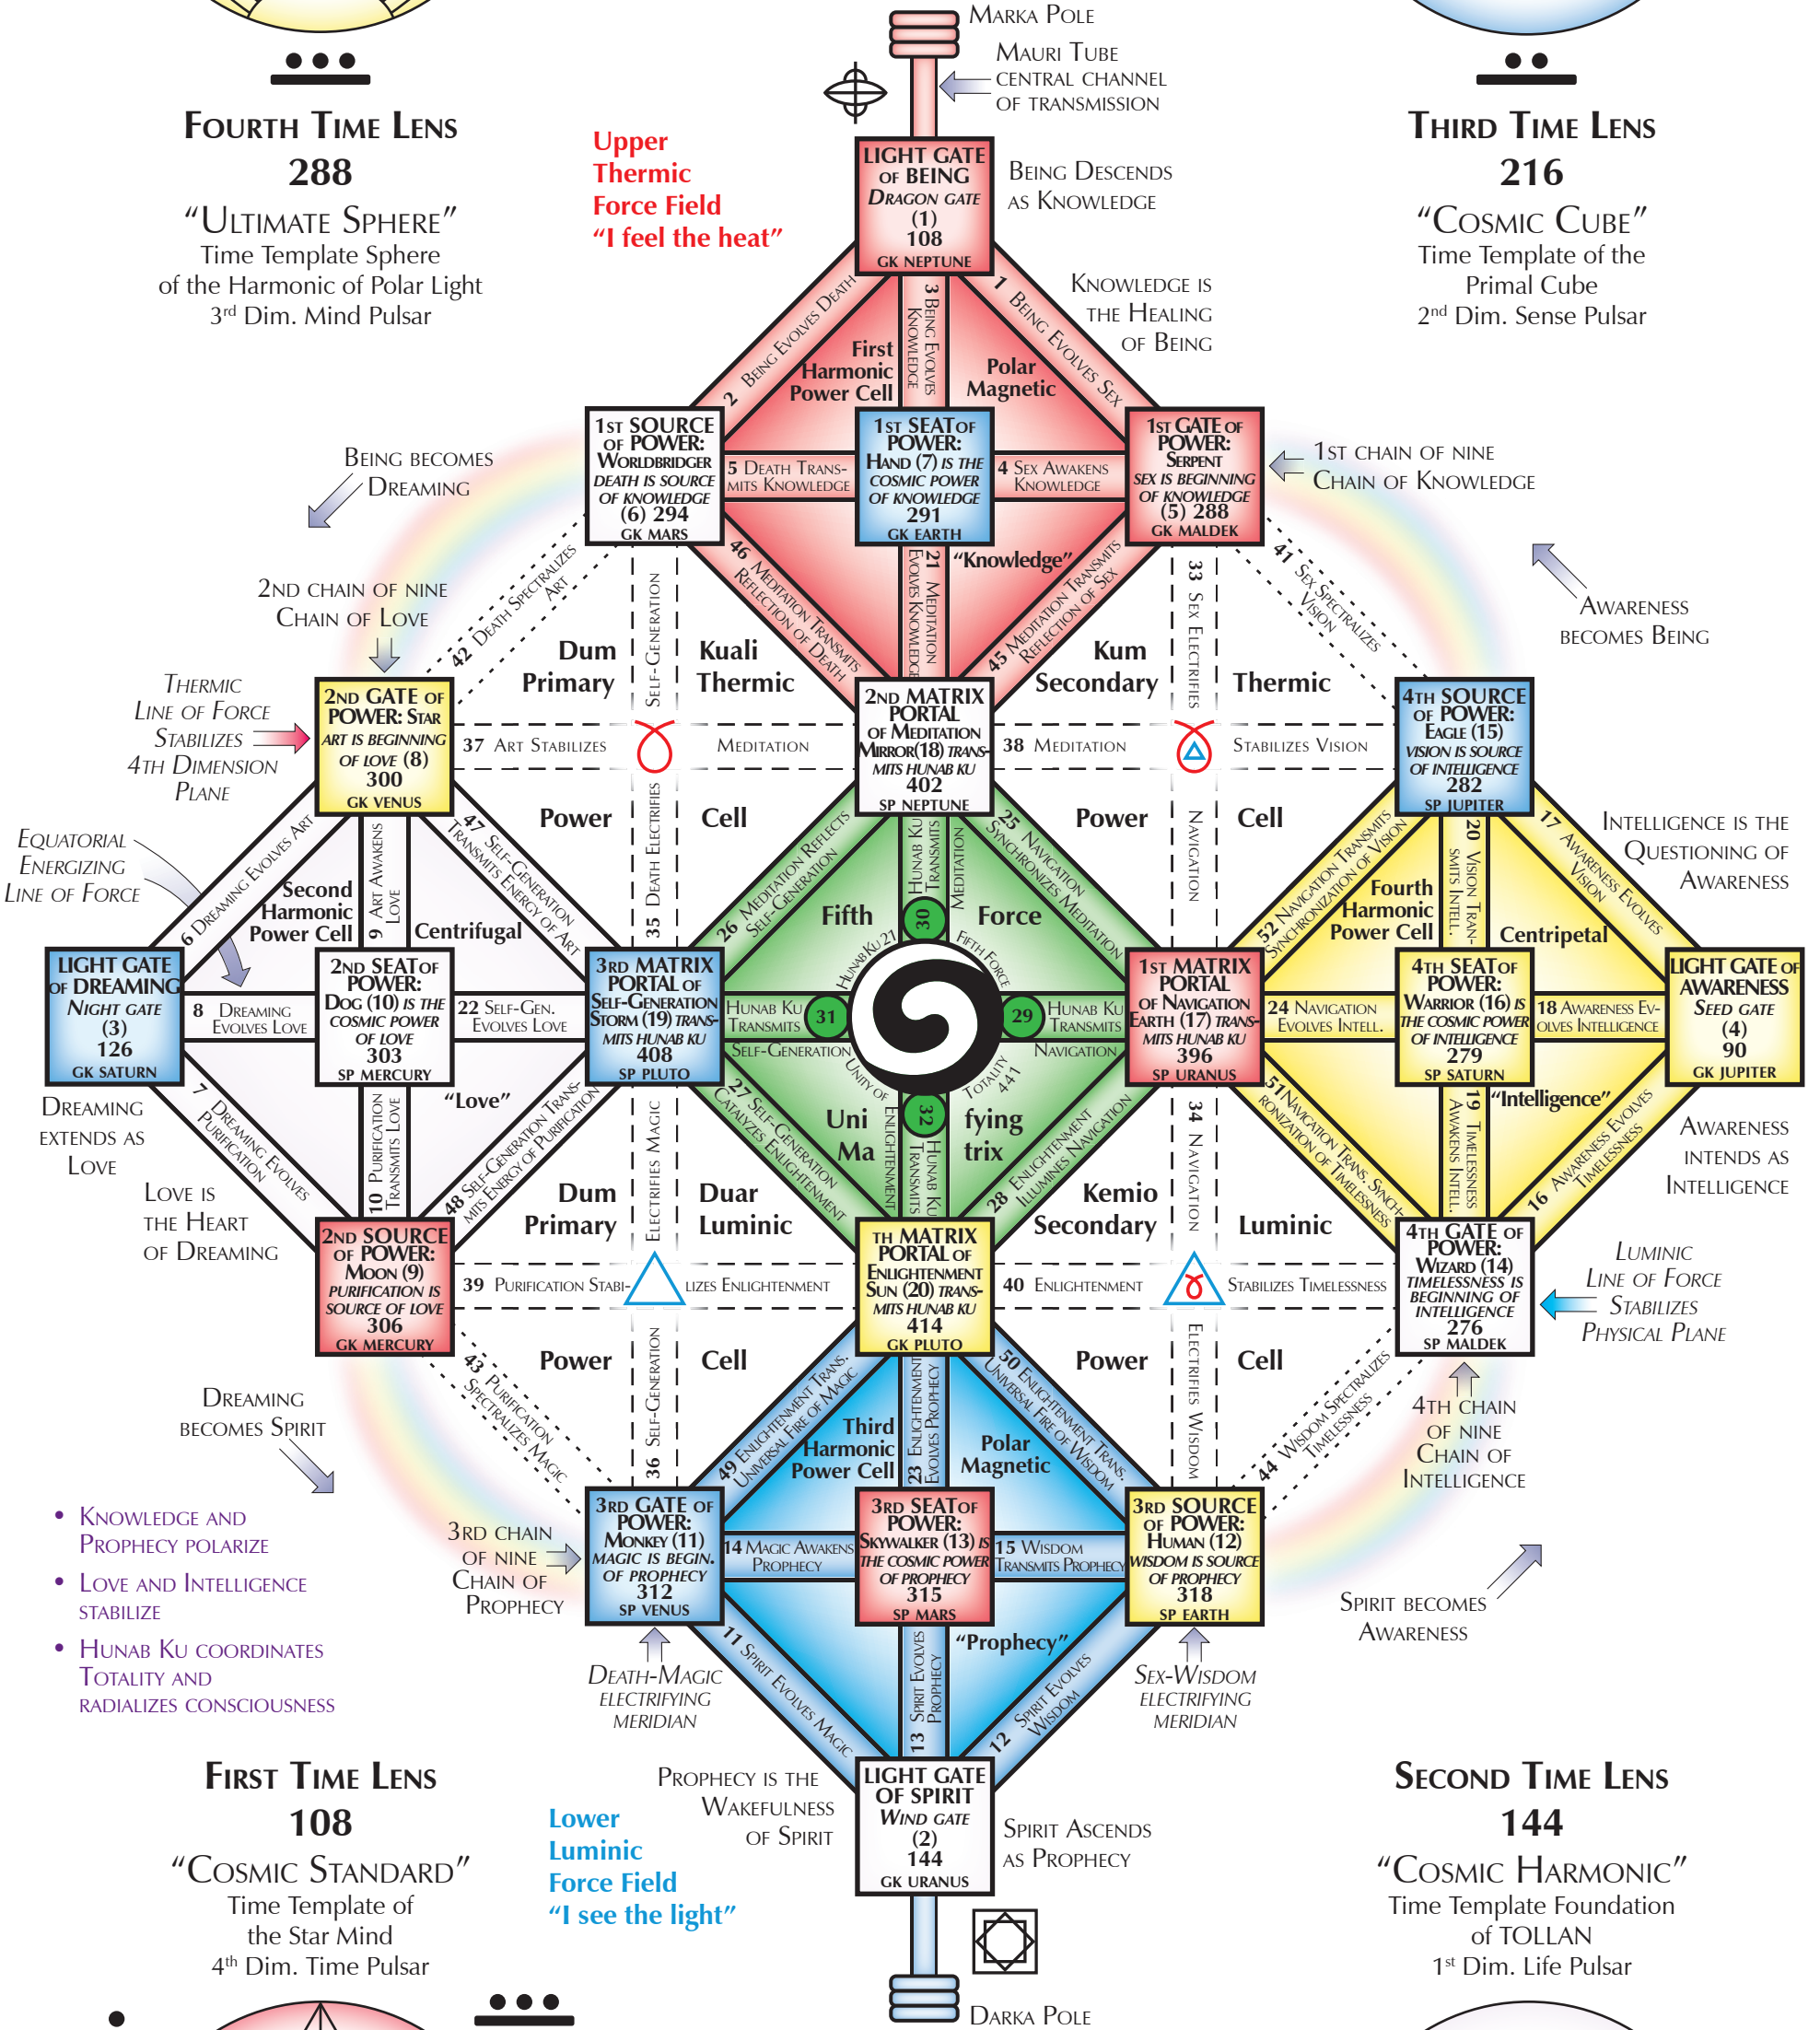 Marka Pole
Mauri Tube
central channel
of transmission
Fourth Time Lens
288
“Ultimate Sphere”
Time Template Sphere
of the Harmonic of Polar Light
3rd Dim. Mind Pulsar
Upper
Thermic
Force Field
“I feel the heat”
LIGHT GATE
OF BEING
Dragon gate
(1)
108
GK NEPTUNE
Being Descends
as Knowledge
Third Time Lens
216
“Cosmic Cube”
Time Template of the
Primal Cube
2nd Dim. Sense Pulsar
Knowledge is
the Healing
of Being
2 Being Evolves Death
3 Being Evolves
Knowledge
1 Being Evolves Sex
First
Harmonic
Power Cell
Polar
Magnetic
1ST SOURCE
OF POWER:
Worldbridger
death is source
of knowledge
(6) 294
GK MARS
5 Death Trans-
mits Knowledge
1ST SEAT OF
POWER:
Hand (7) is the
cosmic power
of knowledge
291
GK EARTH
4 Sex Awakens
Knowledge
1ST GATE OF
POWER:
Serpent
sex is beginning
of knowledge
(5) 288
GK MALDEK
1st chain of nine
Chain of Knowledge
Being becomes
Dreaming
46 Meditation Transmits
Reflection of Death
21 Meditation
Evolves Knowledge
“Knowledge”
45 Meditation Transmits
Reflection of Sex
42 Death Spectralizes
Art
41 Sex Spectralizes
Vision
Awareness
becomes Being
2nd chain of nine
Chain of Love
Dum
Primary
Self-Generation
Kuali
Thermic
Kum
Secondary
33 Sex Electrifies
Thermic
Thermic
Line of Force
Stabilizes
4th Dimension
Plane
2ND GATE OF
POWER: Star
art is beginning
of love (8)
300
GK VENUS
37 Art Stabilizes
Meditation
2ND MATRIX
PORTAL
of Meditation
Mirror(18) trans-
mits hunab ku
402
SP NEPTUNE
38 Meditation
Stabilizes Vision
4TH SOURCE
OF POWER:
Eagle (15)
vision is source
of intelligence
282
SP JUPITER
Equatorial
Energizing
Line of Force
Power
35 Death Electrifies
Cell
Power
Navigation
Cell
Intelligence is the
Questioning of
Awareness
6 Dreaming Evolves Art
Second
Harmonic
Power Cell
9 Art Awakens
Love
47 Self-Generation
Transmits Energy of Art
Centrifugal
26 Meditation Reflects
Self-Generation
Hunab Ku
Transmits
Meditation
25 Navigation
Synchronizes Meditation
Fifth
Force
30
Hunab Ku 21
Fifth Force
52 Navigation Transmits
Synchronization of Vision
Fourth
Harmonic
Power Cell
20 Vision Tran-
smits Intell.
17 Awareness Evolves
Vision
Centripetal
LIGHT GATE
OF DREAMING
Night gate
(3)
126
GK SATURN
8 Dreaming
Evolves Love
2ND SEAT OF
POWER:
Dog (10) is the
cosmic power
of love
303
SP MERCURY
22 Self-Gen.
Evolves Love
3RD MATRIX
PORTAL OF
Self-Generation
Storm (19) trans-
mits hunab ku
408
SP PLUTO
Hunab Ku
Transmits
31
Self-Generation
29
Hunab Ku
Transmits
Navigation
1ST MATRIX
PORTAL
of Navigation
Earth (17) trans-
mits hunab ku
396
SP URANUS
24 Navigation
Evolves Intell.
4TH SEAT OF
POWER:
Warrior (16) is
the cosmic power
of intelligence
279
SP SATURN
18 Awareness Ev-
olves Intelligence
LIGHT GATE OF
AWARENESS
Seed gate
(4)
90
GK JUPITER
Dreaming
extends as
Love
7 Dreaming Evolves
Purification
10 Purification
Transmits Love
“Love”
48 Self-Generation Trans-
mits Energy of Purification
27 Self-Generation
Catalyzes Enlightenment
Unity of
Totality
441
32
Uni
Ma
fying
trix
Enlightenment
Transmits
Hunab Ku
28 Enlightenment
Illumines Navigation
51 Navigation Trans. Synch-
ronization of Timelessness
19 Timelessness
Awakens Intell.
“Intelligence”
16 Awareness Evolves
Timelessness
Awareness
intends as
Intelligence
Love is
the Heart
of Dreaming
Dum
Primary
Electrifies Magic
Duar
Luminic
Kemio
Secondary
34 Navigation
Luminic
2ND SOURCE
OF POWER:
Moon (9)
purification is
source of love
306
GK MERCURY
39 Purification Stabi-
lizes Enlightenment
TH MATRIX
PORTAL OF
Enlightenment
Sun (20) trans-
mits hunab ku
414
GK PLUTO
40 Enlightenment
Stabilizes Timelessness
4TH GATE OF
POWER:
Wizard (14)
timelessness is
beginning of
intelligence
276
SP MALDEK
Luminic
Line of Force
Stabilizes
Physical Plane
Power
36 Self-Generation
Cell
Power
Electrifies Wisdom
Cell
Dreaming
becomes Spirit
43 Purification
Spectralizes Magic
49 Enlightenment Trans.
Universal Fire of Magic
Third
Harmonic
Power Cell
23 Enlightenment
Evolves Prophecy
Polar
Magnetic
50 Enlightenment Trans.
Universal Fire of Wisdom
44 Wisdom Spectralizes
Timelessness
4th chain
of nine
Chain of
Intelligence
• Knowledge and
Prophecy polarize
• Love and Intelligence
stabilize
• Hunab Ku coordinates
Totality and
radializes consciousness
3rd chain
of nine
Chain of
Prophecy
3RD GATE OF
POWER:
Monkey (11)
magic is begin.
of prophecy
312
SP VENUS
14 Magic Awakens
Prophecy
3RD SEAT OF
POWER:
Skywalker (13) is
the cosmic power
of prophecy
315
SP MARS
15 Wisdom
Transmits Prophecy
3RD SOURCE
OF POWER:
Human (12)
wisdom is source
of prophecy
318
SP EARTH
Spirit becomes
Awareness
Death-Magic
electrifying
meridian
11 Spirit Evolves Magic
13 Spirit Evolves
Prophecy
“Prophecy”
12 Spirit Evolves
Wisdom
Sex-Wisdom
electrifying
meridian
First Time Lens
108
“Cosmic Standard”
Time Template of
the Star Mind
4th Dim. Time Pulsar
Prophecy is the
Wakefulness
of Spirit
Lower
Luminic
Force Field
“I see the light”
LIGHT GATE
OF SPIRIT
Wind gate
(2)
144
GK URANUS
Spirit Ascends
as Prophecy
Second Time Lens
144
“Cosmic Harmonic”
Time Template Foundation
of TOLLAN
1st Dim. Life Pulsar
Darka Pole